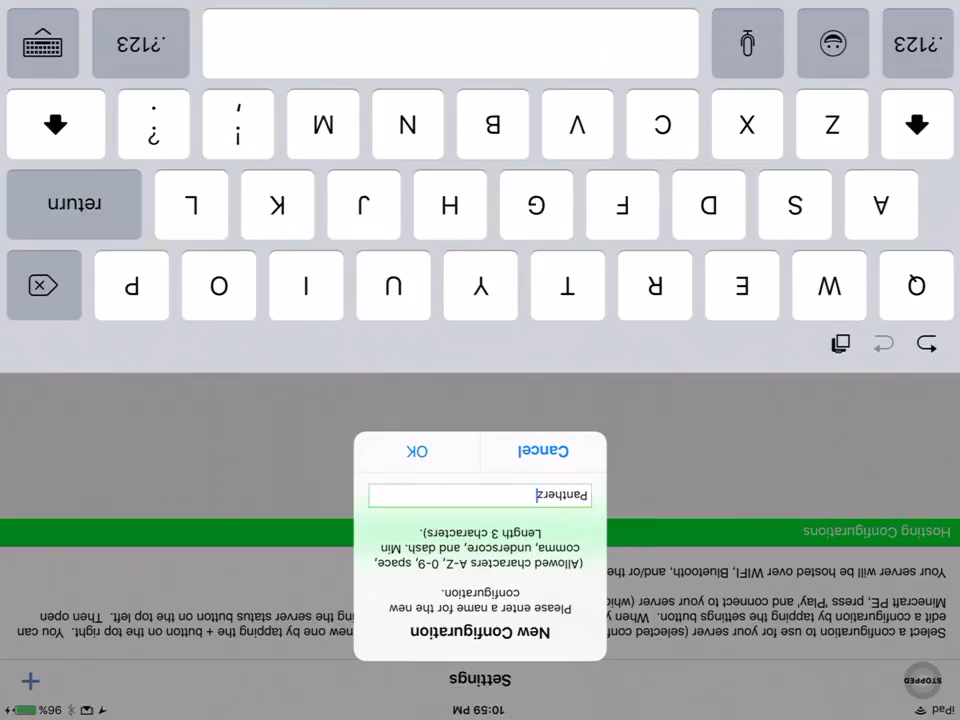 iPad 10:59 PM 96%
STOPPED Settings +
Select a configuration to use for your server (selected conf
new one by tapping the + button on the top right. You can
edit a configuration by tapping the settings button. When y
ing the server status button on the top left. Then open
Minecraft PE, press 'Play' and connect to your server (whic
Your server will be hosted over WIFI, Bluetooth, and/or the
Hosting Configurations
New Configuration
Please enter a name for the new
configuration.
(Allowed characters A-Z, 0-9, space,
comma, underscore, and dash. Min
Length 3 characters).
Pantherz
Cancel OK
Q W E R T Y U I O P
A S D F G H J K L return
Z X C V B N M ! , ? .
.?123 .?123